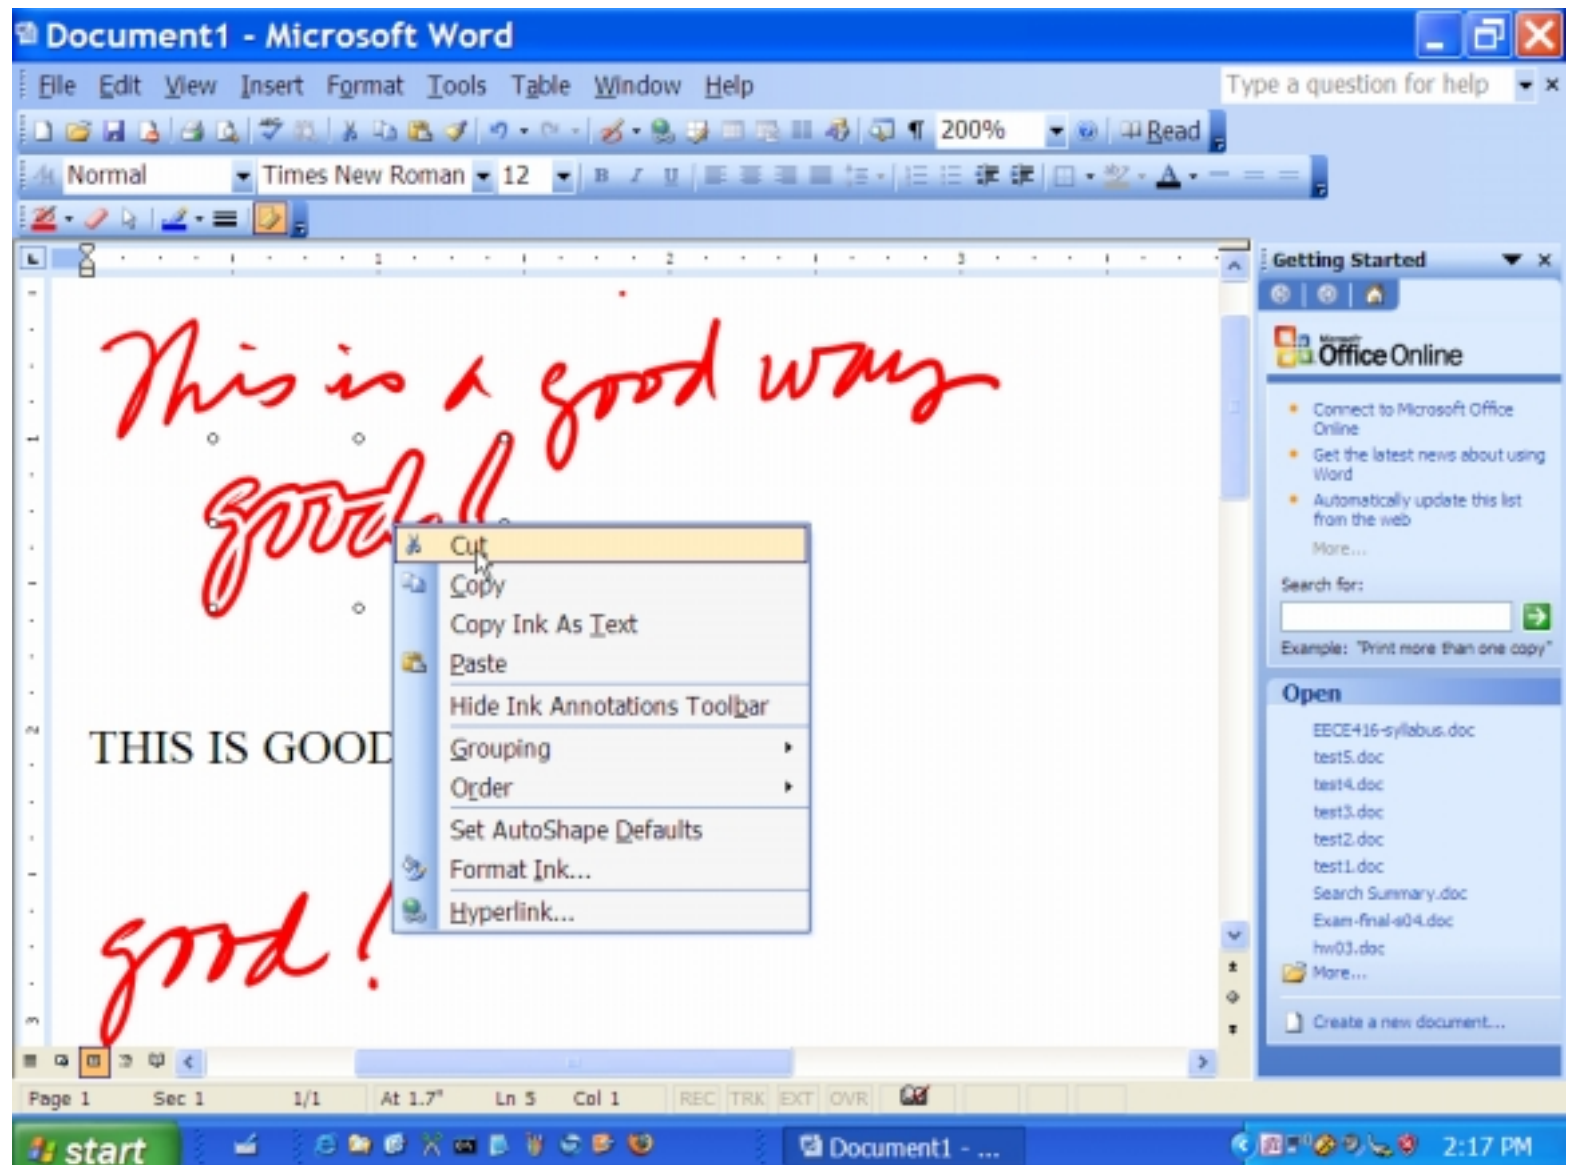 Document1 - Microsoft Word
File Edit View Insert Format Tools Table Window Help
Type a question for help
200%
Read
Normal
Times New Roman
12
1 2 3
Getting Started
This is a good way
Microsoft Office Online
Connect to Microsoft Office
Online
Get the latest news about using
Word
Automatically update this list
from the web
More...
good!
Search for:
Example: "Print more than one copy"
Cut
Copy
Copy Ink As Text
Paste
Hide Ink Annotations Toolbar
Grouping
Order
Set AutoShape Defaults
Format Ink...
Hyperlink...
THIS IS GOOD
good!
Open
EECE416-syllabus.doc
test5.doc
test4.doc
test3.doc
test2.doc
test1.doc
Search Summary.doc
Exam-final-s04.doc
hw03.doc
More...
Create a new document...
Page 1 Sec 1 1/1 At 1.7" Ln 5 Col 1 REC TRK EXT OVR
start
Document1 - ...
2:17 PM